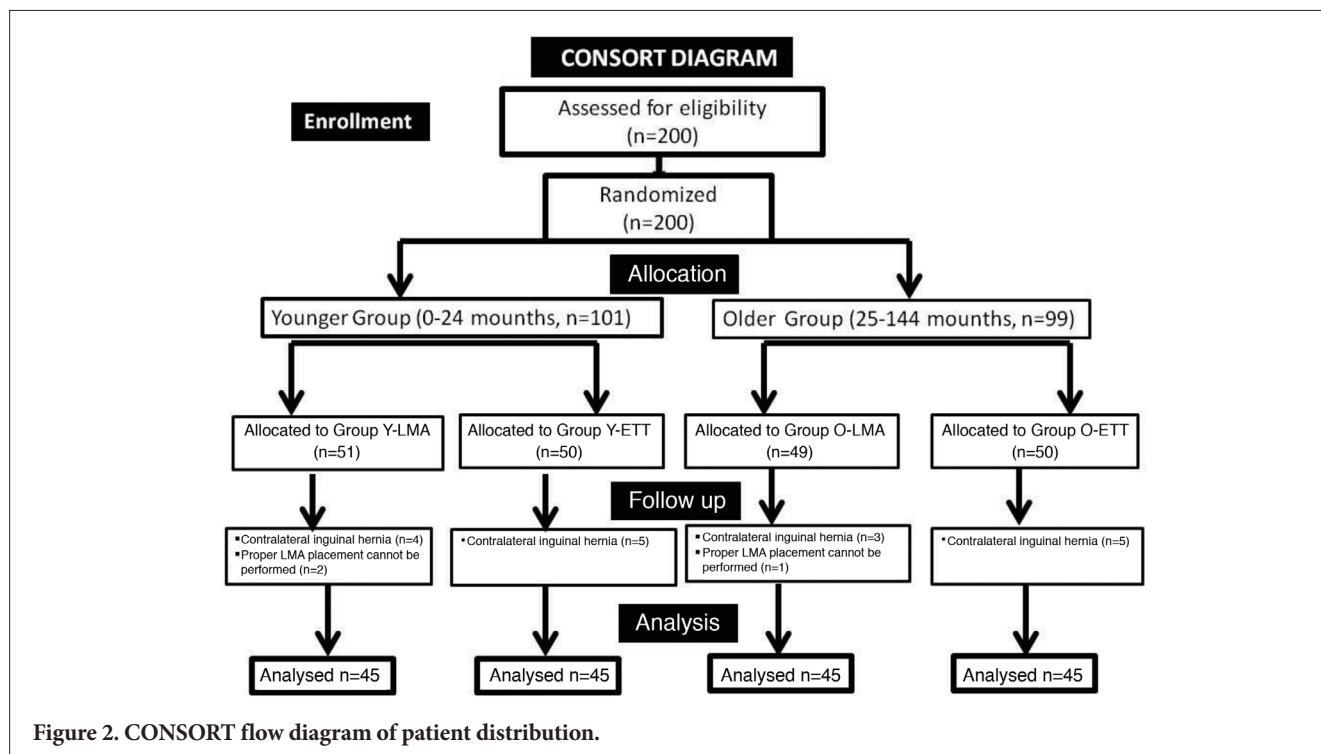 CONSORT DIAGRAM
Enrollment
Assessed for eligibility
(n=200)
Randomized
(n=200)
Allocation
Younger Group (0-24 mounths, n=101)
Older Group (25-144 mounths, n=99)
Allocated to Group Y-LMA
(n=51)
Allocated to Group Y-ETT
(n=50)
Allocated to Group O-LMA
(n=49)
Allocated to Group O-ETT
(n=50)
Follow up
▪Contralateral inguinal hernia (n=4)
▪Proper LMA placement cannot be
performed (n=2)
▪Contralateral inguinal hernia (n=5)
▪Contralateral inguinal hernia (n=3)
▪Proper LMA placement cannot be
performed (n=1)
▪Contralateral inguinal hernia (n=5)
Analysis
Analysed n=45
Analysed n=45
Analysed n=45
Analysed n=45
Figure 2. CONSORT flow diagram of patient distribution.